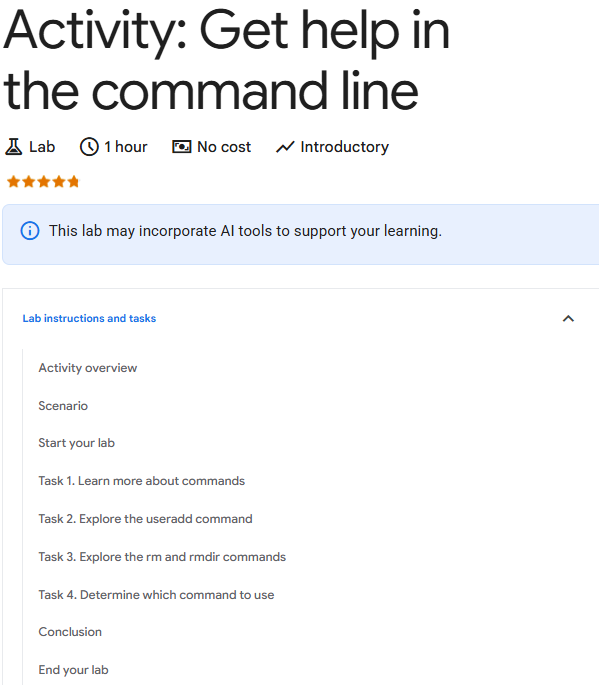 Activity: Get help in
the command line
Lab 1 hour No cost Introductory
This lab may incorporate AI tools to support your learning.
Lab instructions and tasks
Activity overview
Scenario
Start your lab
Task 1. Learn more about commands
Task 2. Explore the useradd command
Task 3. Explore the rm and rmdir commands
Task 4. Determine which command to use
Conclusion
End your lab